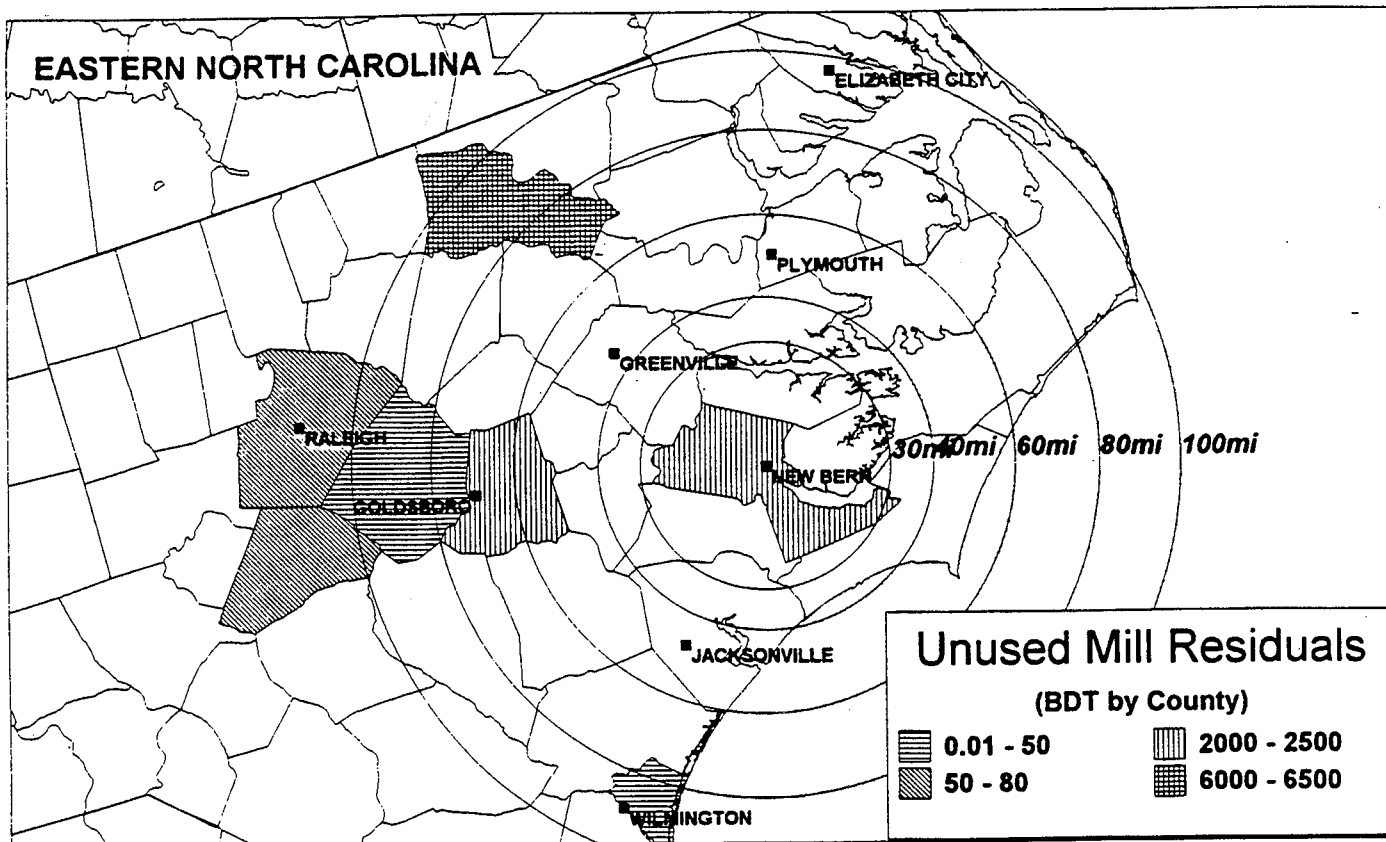 EASTERN NORTH CAROLINA
ELIZABETH CITY
PLYMOUTH
GREENVILLE
RALEIGH
30mi 40mi 60mi 80mi 100mi
NEW BERN
GOLDSBORO
JACKSONVILLE
WILMINGTON
Unused Mill Residuals
(BDT by County)
0.01 - 50
2000 - 2500
50 - 80
6000 - 6500